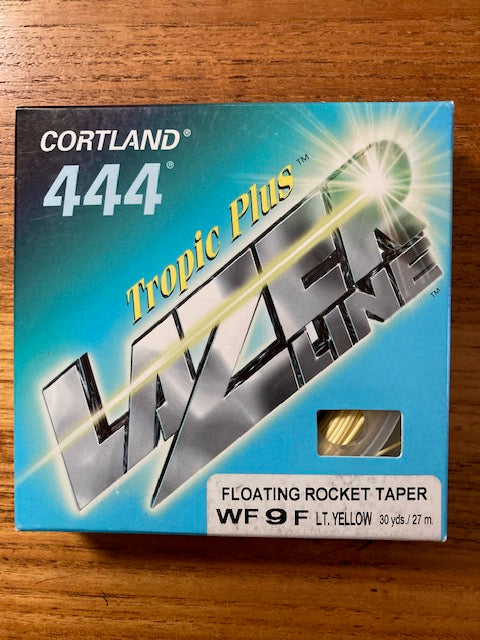 CORTLAND®
444®
Tropic Plus™
LAZER
LINE™
FLOATING ROCKET TAPER
WF 9 F LT. YELLOW 30 yds./27 m.